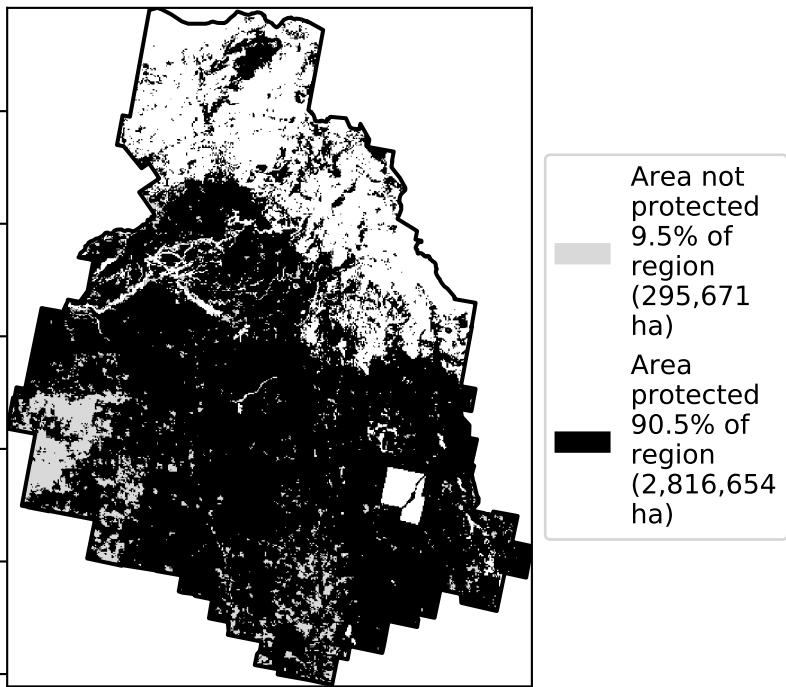 Area not
protected
9.5% of
region
(295,671
ha)
Area
protected
90.5% of
region
(2,816,654
ha)